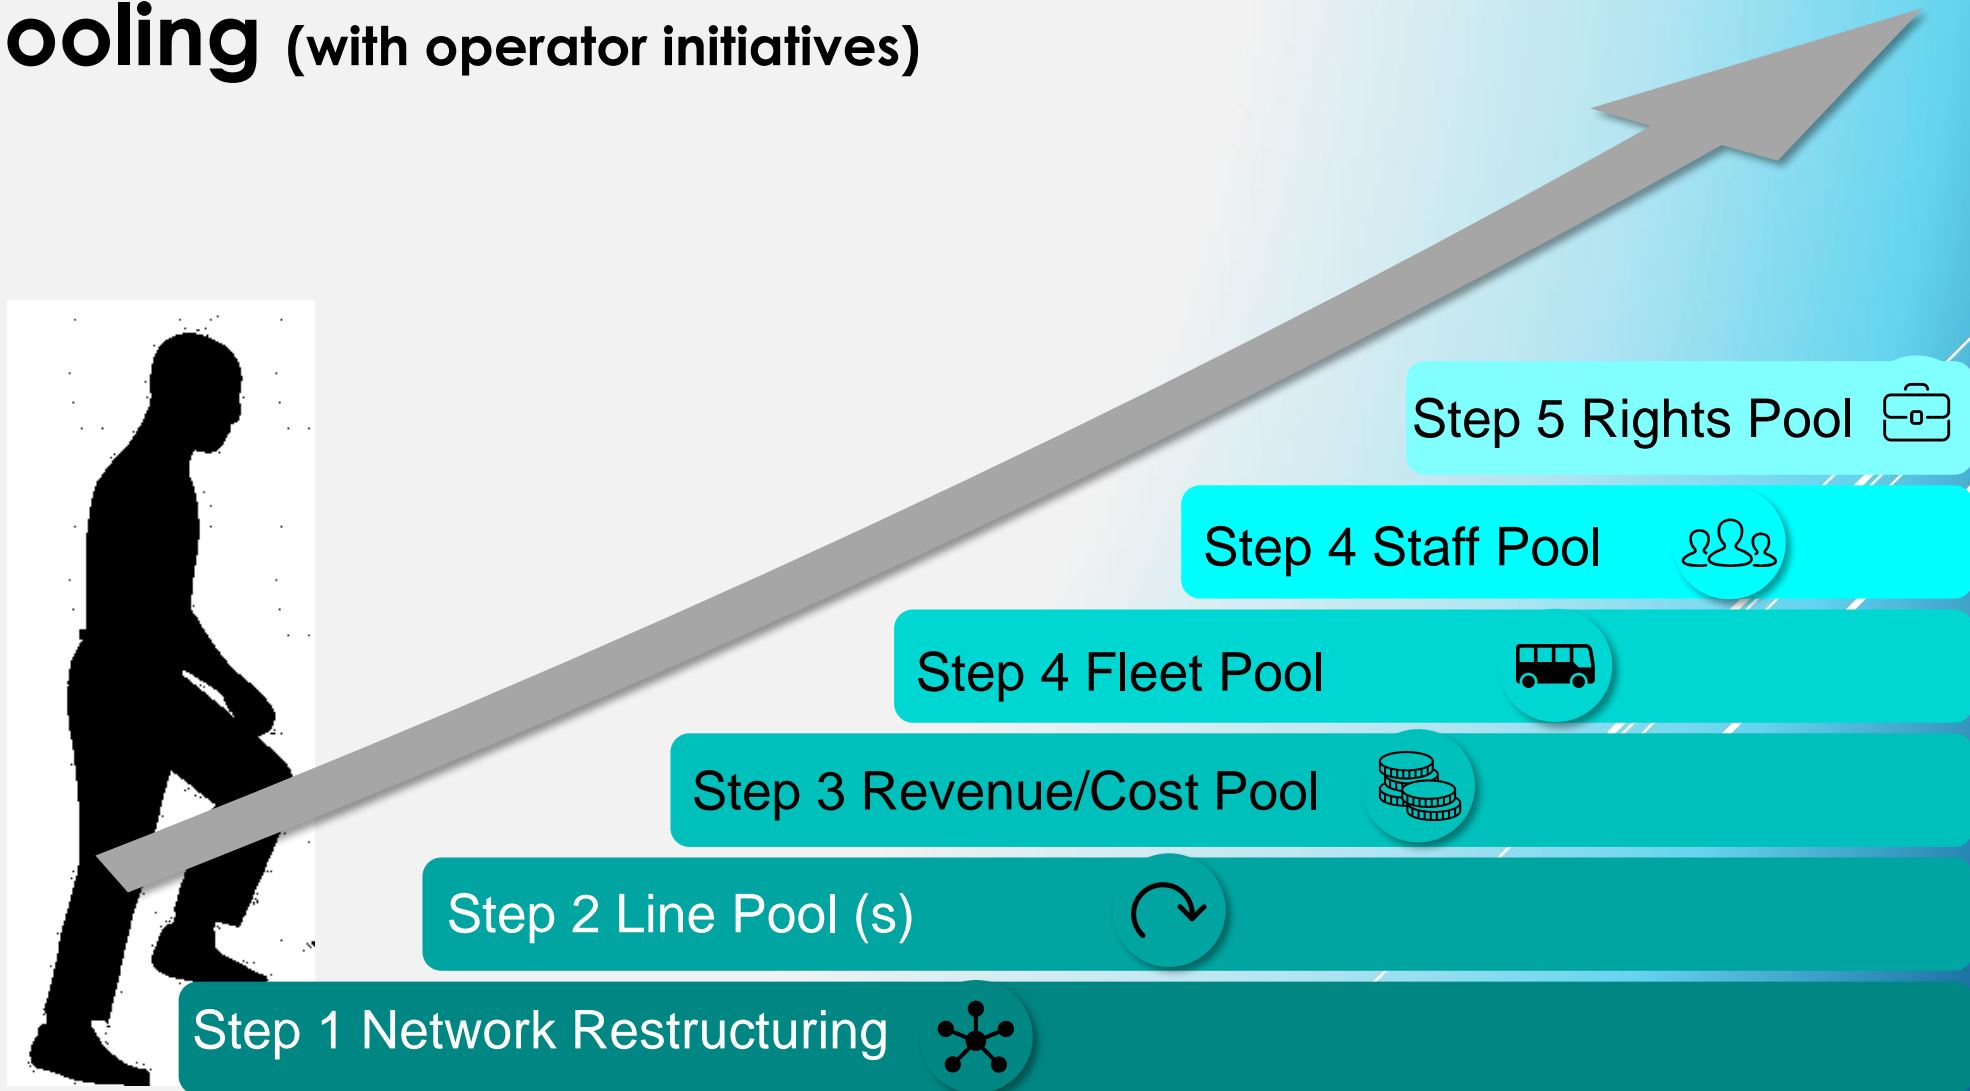 ooling (with operator initiatives)
Step 5 Rights Pool
Step 4 Staff Pool
Step 4 Fleet Pool
Step 3 Revenue/Cost Pool
Step 2 Line Pool (s)
Step 1 Network Restructuring